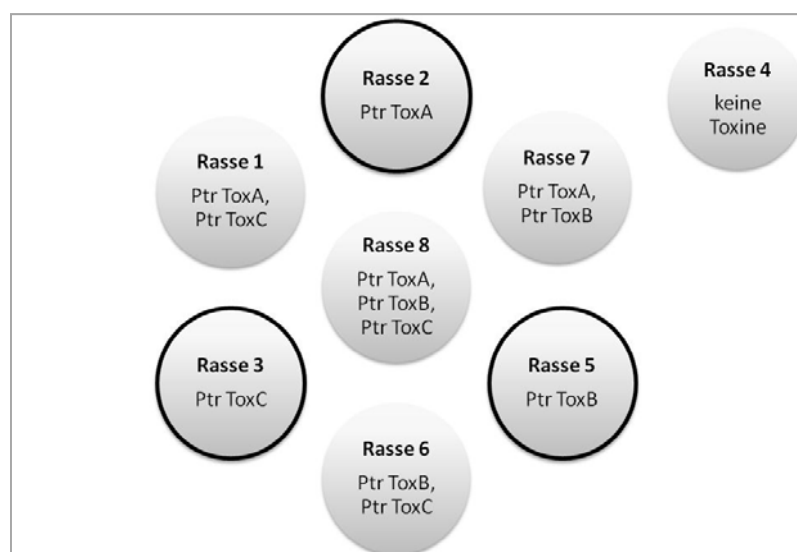 Rasse 2
Ptr ToxA
Rasse 4
keine
Toxine
Rasse 1
Ptr ToxA,
Ptr ToxC
Rasse 7
Ptr ToxA,
Ptr ToxB
Rasse 8
Ptr ToxA,
Ptr ToxB,
Ptr ToxC
Rasse 3
Ptr ToxC
Rasse 5
Ptr ToxB
Rasse 6
Ptr ToxB,
Ptr ToxC